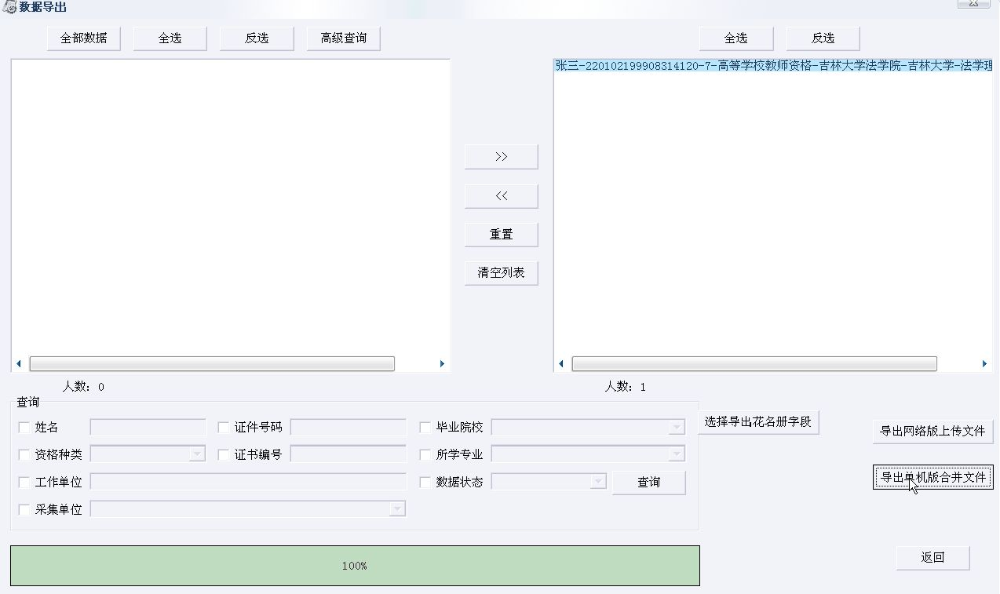 数据导出
全部数据 全选 反选 高级查询 全选 反选
张三-220102199908314120-7-高等学校教师资格-吉林大学法学院-吉林大学-法学理
>>
<<
重置
清空列表
人数: 0 人数: 1
查询
姓名 证件号码 毕业院校 选择导出花名册字段
导出网络版上传文件
资格种类 证书编号 所学专业
工作单位 数据状态 查询 导出单机版合并文件
采集单位
100% 返回